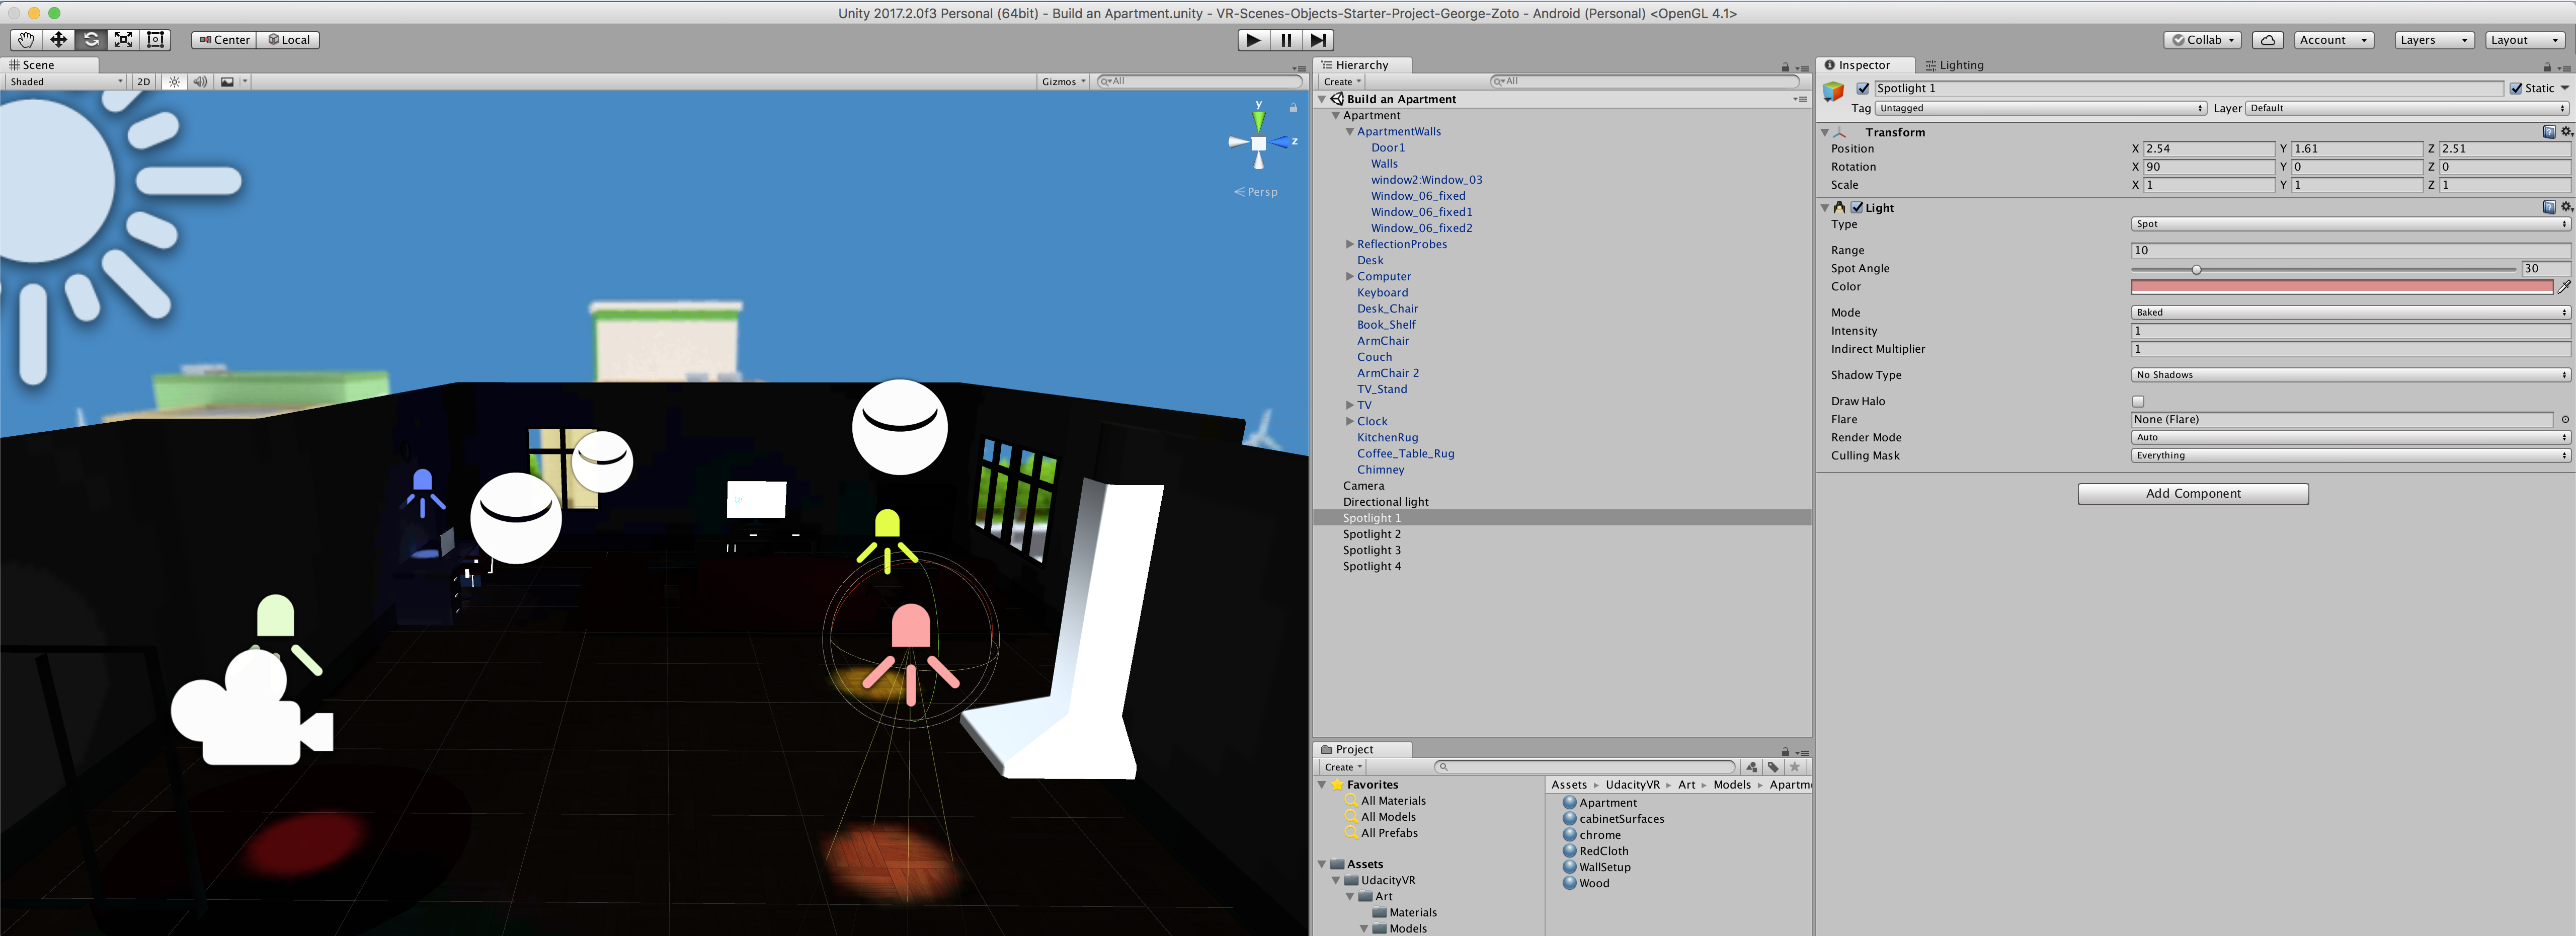 Unity 2017.2.0f3 Personal (64bit) - Build an Apartment.unity - VR-Scenes-Objects-Starter-Project-George-Zoto - Android (Personal) <OpenGL 4.1>
Center Local
Collab Account Layers Layout
Scene
Shaded 2D Gizmos All
y
z
Persp
Hierarchy
Create All
Build an Apartment
Apartment
ApartmentWalls
Door1
Walls
window2:Window_03
Window_06_fixed
Window_06_fixed1
Window_06_fixed2
ReflectionProbes
Desk
Computer
Keyboard
Desk_Chair
Book_Shelf
ArmChair
Couch
ArmChair 2
TV_Stand
TV
Clock
KitchenRug
Coffee_Table_Rug
Chimney
Camera
Directional light
Spotlight 1
Spotlight 2
Spotlight 3
Spotlight 4
Project
Create
Favorites
All Materials
All Models
All Prefabs
Assets
UdacityVR
Art
Materials
Models
Assets UdacityVR Art Models Apartme
Apartment
cabinetSurfaces
chrome
RedCloth
WallSetup
Wood
Inspector Lighting
Spotlight 1 Static
Tag Untagged Layer Default
Transform
Position X 2.54 Y 1.61 Z 2.51
Rotation X 90 Y 0 Z 0
Scale X 1 Y 1 Z 1
Light
Type Spot
Range 10
Spot Angle 30
Color
Mode Baked
Intensity 1
Indirect Multiplier 1
Shadow Type No Shadows
Draw Halo
Flare None (Flare)
Render Mode Auto
Culling Mask Everything
Add Component